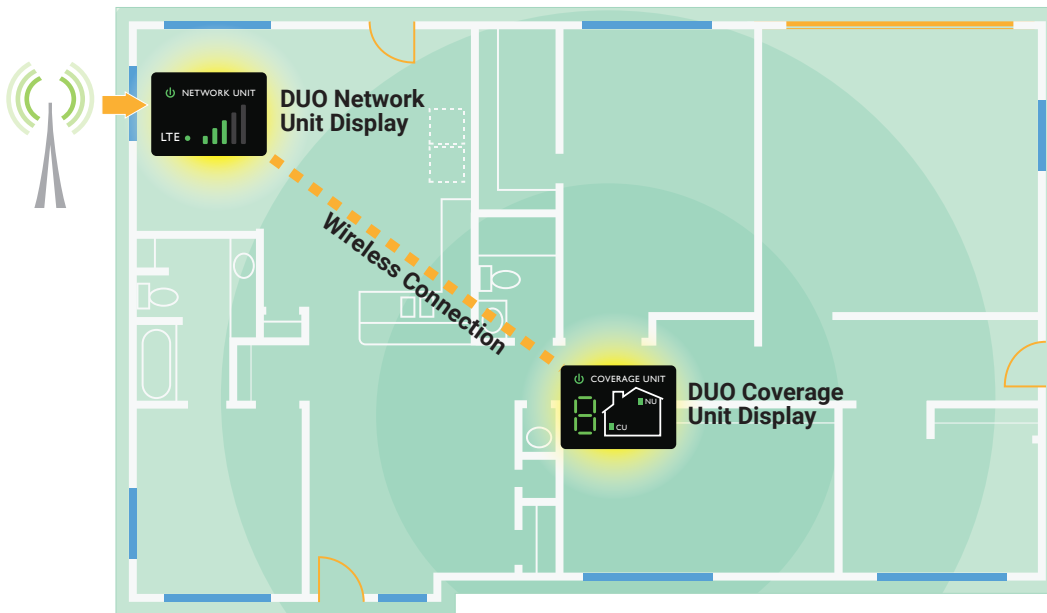 NETWORK UNIT
LTE
DUO Network
Unit Display
Wireless Connection
COVERAGE UNIT
8
NU
CU
DUO Coverage
Unit Display